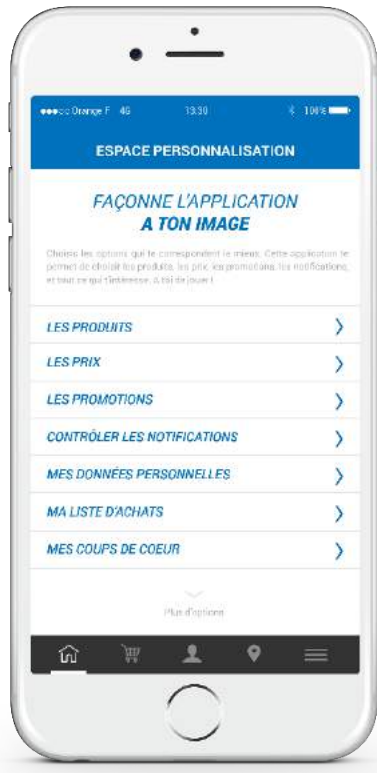 Orange F 4G 13:30 100%
ESPACE PERSONNALISATION
FAÇONNE L'APPLICATION
A TON IMAGE
Choisis les options qui te correspondent le mieux. Cette application te
permet de choisir les produits, les prix, les promotions, les notifications,
et tout ce qui t'intéresse, à toi de jouer !
LES PRODUITS
LES PRIX
LES PROMOTIONS
CONTRÔLER LES NOTIFICATIONS
MES DONNÉES PERSONNELLES
MA LISTE D'ACHATS
MES COUPS DE COEUR
Plus d'options